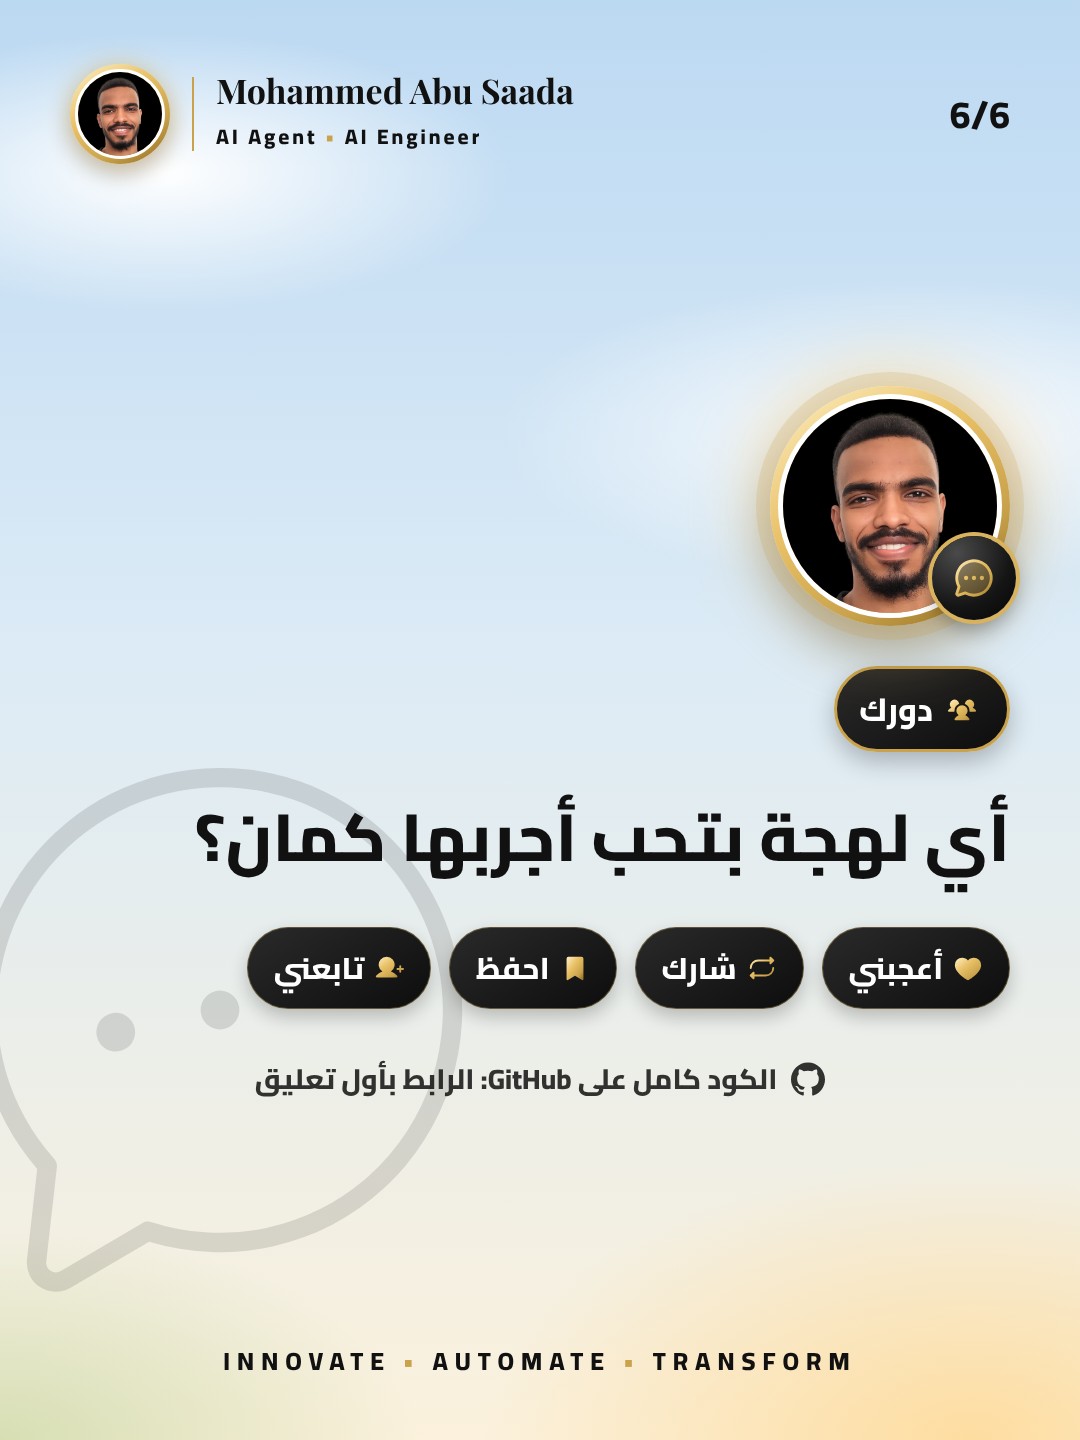 Mohammed Abu Saada
AI Agent ▪ AI Engineer
6/6
دورك
أي لهجة بتحب أجربها كمان؟
أعجبني
شارك
احفظ
تابعني
الكود كامل على GitHub: الرابط بأول تعليق
INNOVATE ▪ AUTOMATE ▪ TRANSFORM